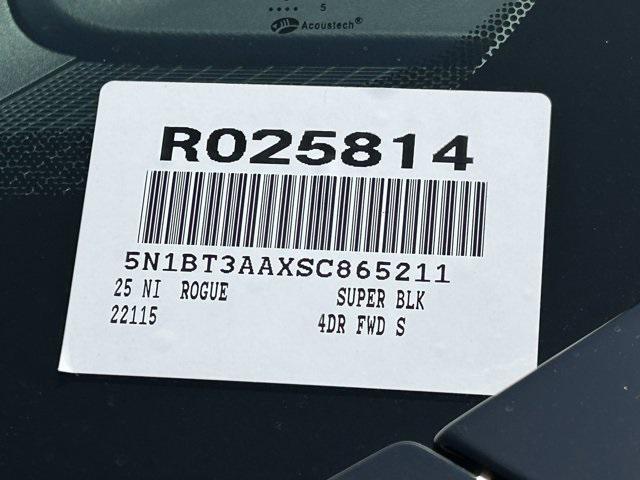 5
Acoustech®
R025814
5N1BT3AAXSC865211
25 NI ROGUE SUPER BLK
22115 4DR FWD S